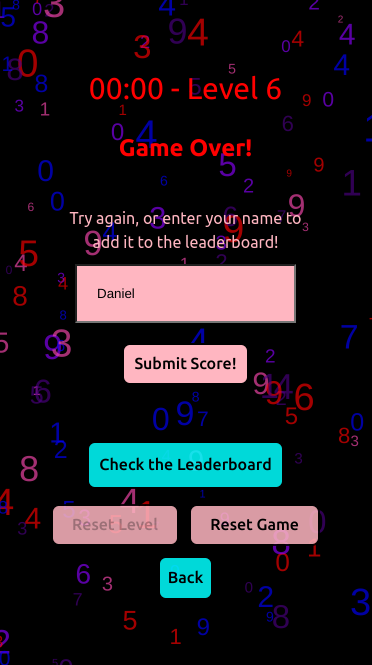 00:00 - Level 6
Game Over!
Try again, or enter your name to
add it to the leaderboard!
Daniel
Submit Score!
Check the Leaderboard
Reset Level
Reset Game
Back